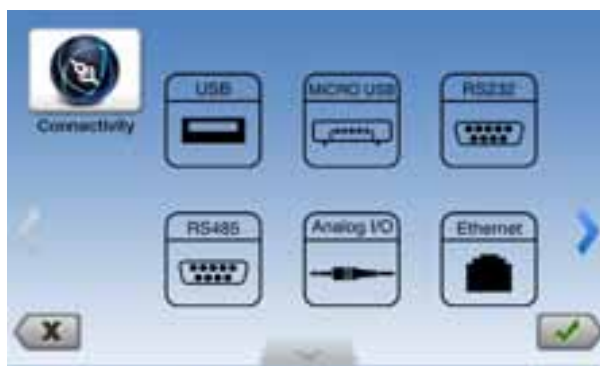 USB MICRO USB RS232
Connectivity
RS485 Analog I/O Ethernet